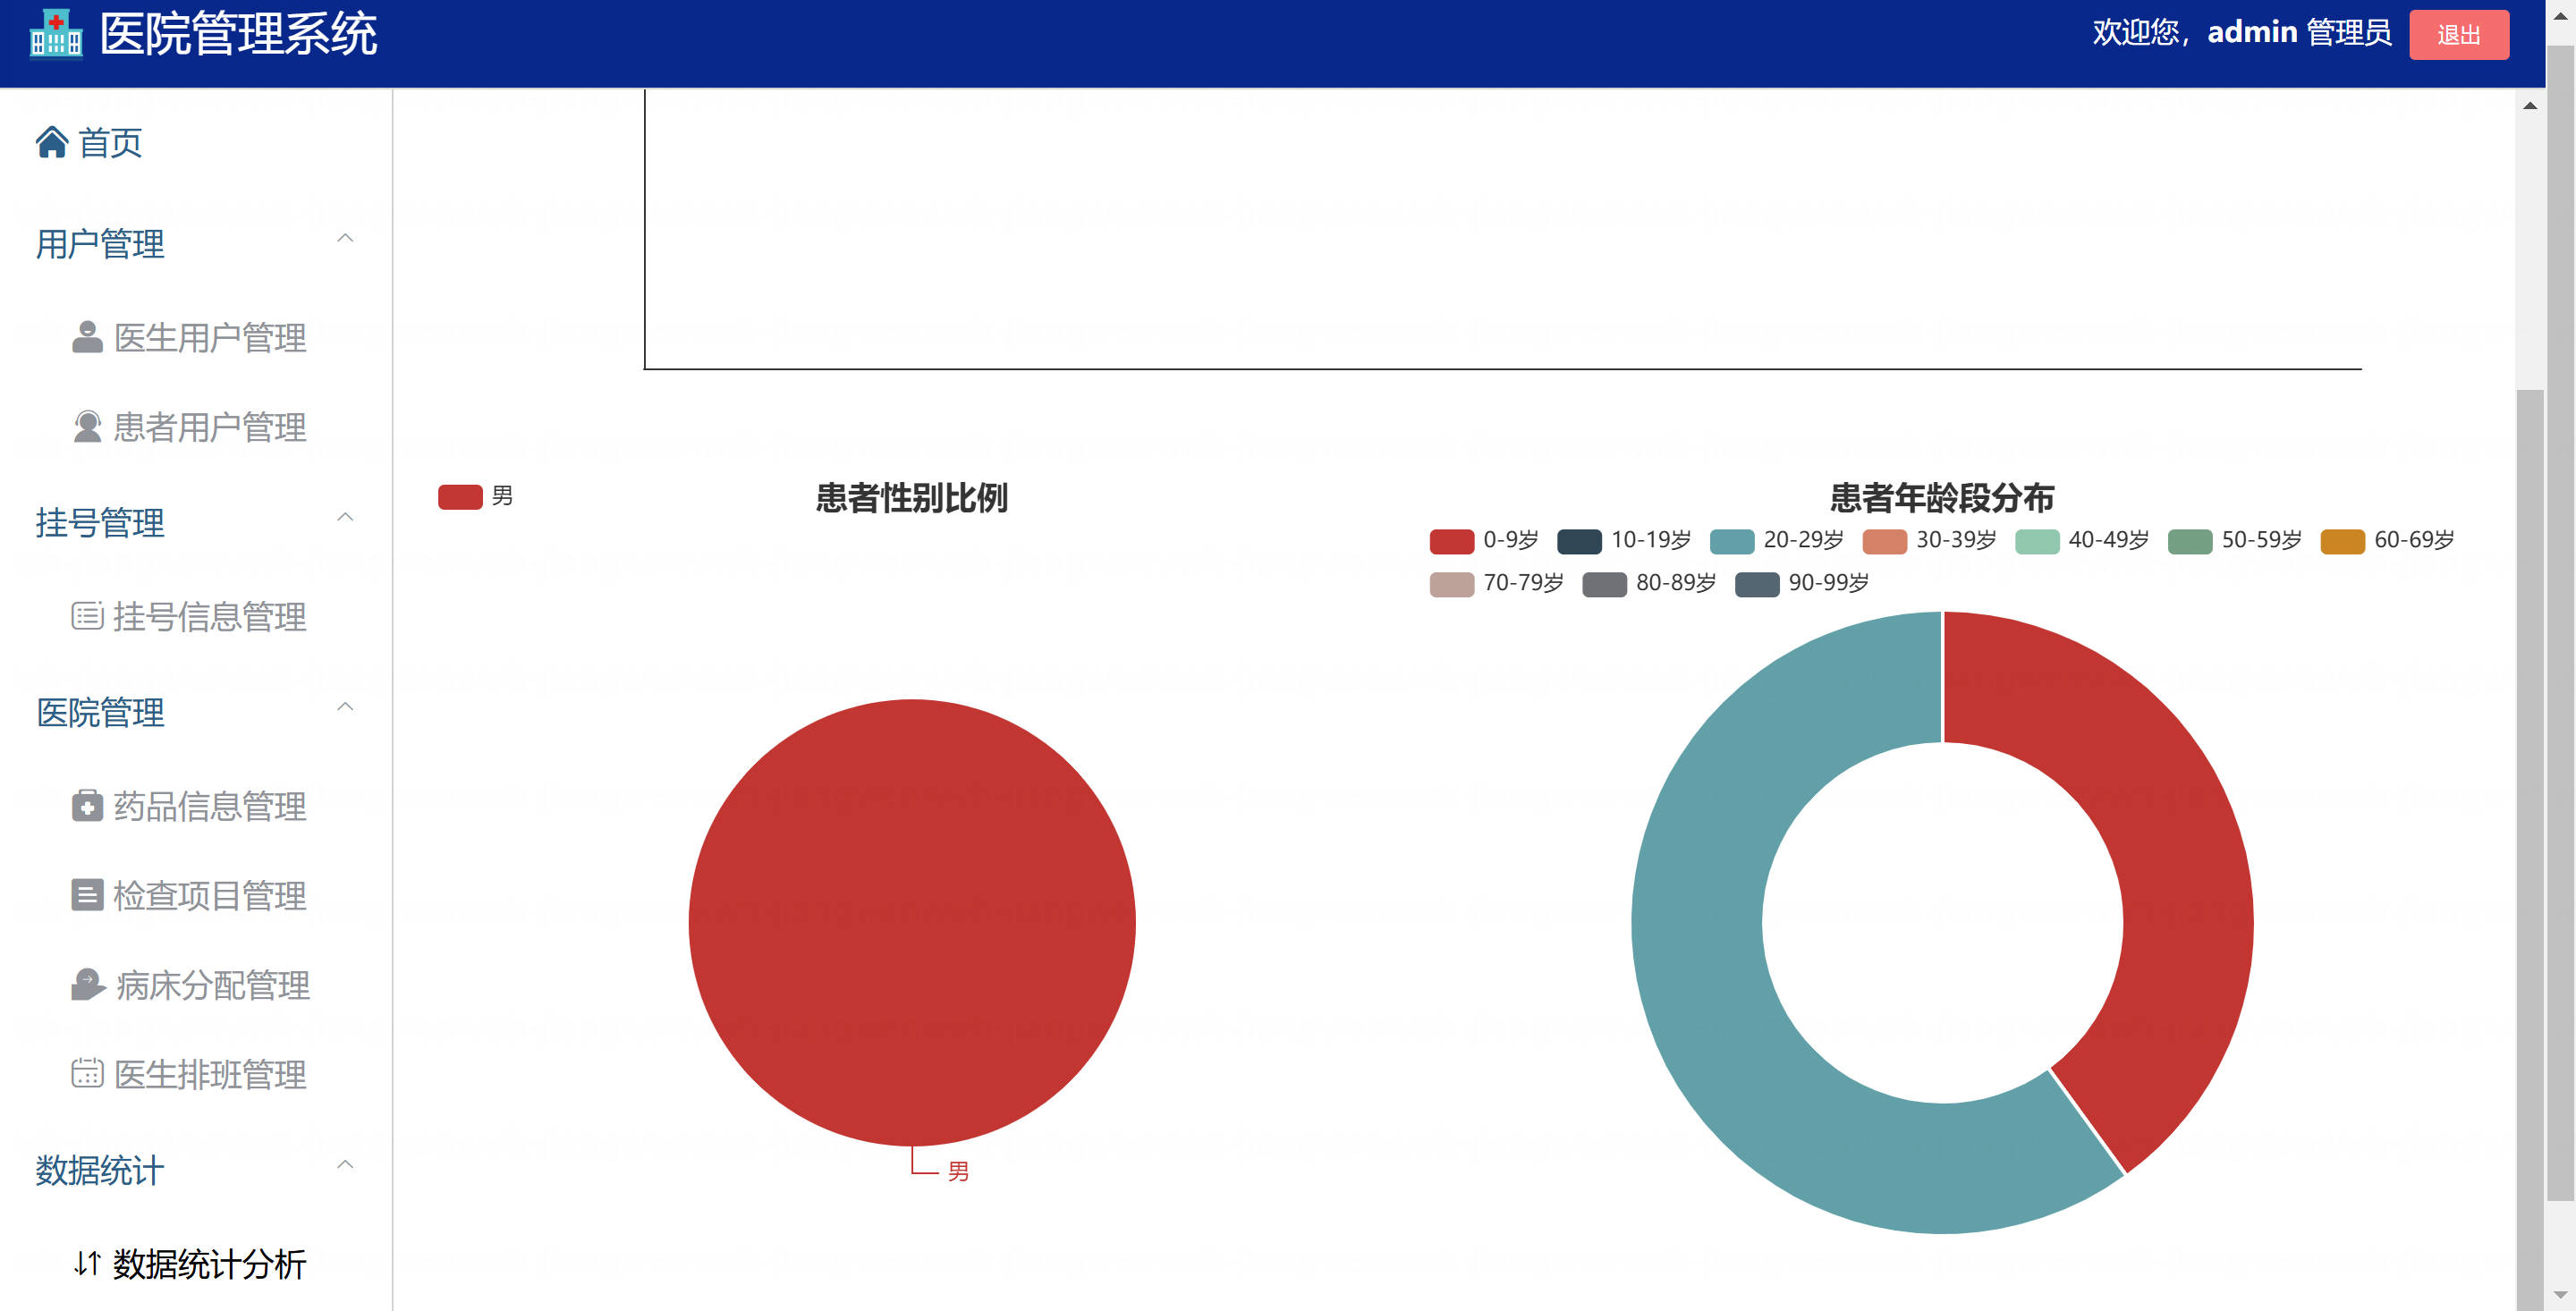 医院管理系统
欢迎您，admin 管理员
退出
首页
用户管理
医生用户管理
患者用户管理
挂号管理
挂号信息管理
医院管理
药品信息管理
检查项目管理
病床分配管理
医生排班管理
数据统计
数据统计分析
男
患者性别比例
男
患者年龄段分布
0-9岁 10-19岁 20-29岁 30-39岁 40-49岁 50-59岁 60-69岁
70-79岁 80-89岁 90-99岁